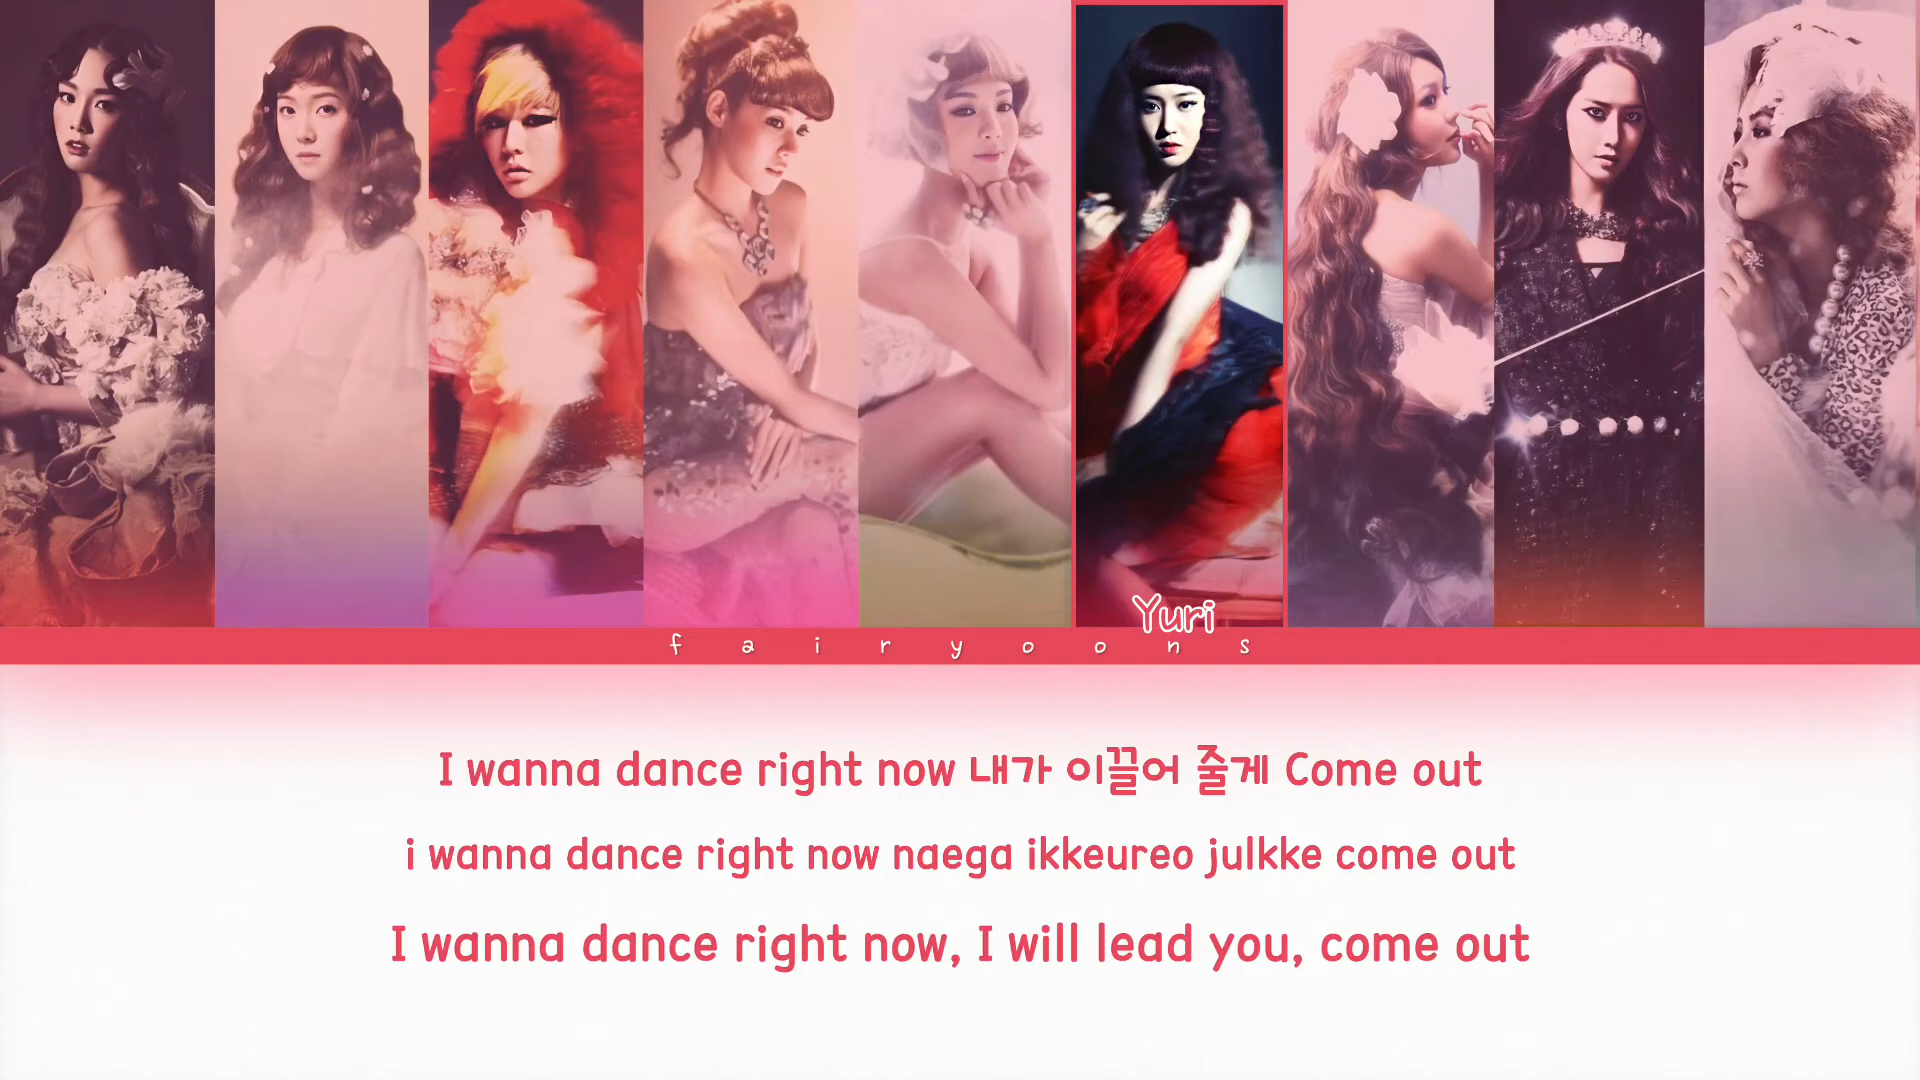 Yuri
fairyoons
I wanna dance right now 내가 이끌어 줄게 Come out
i wanna dance right now naega ikkeureo julkke come out
I wanna dance right now, I will lead you, come out